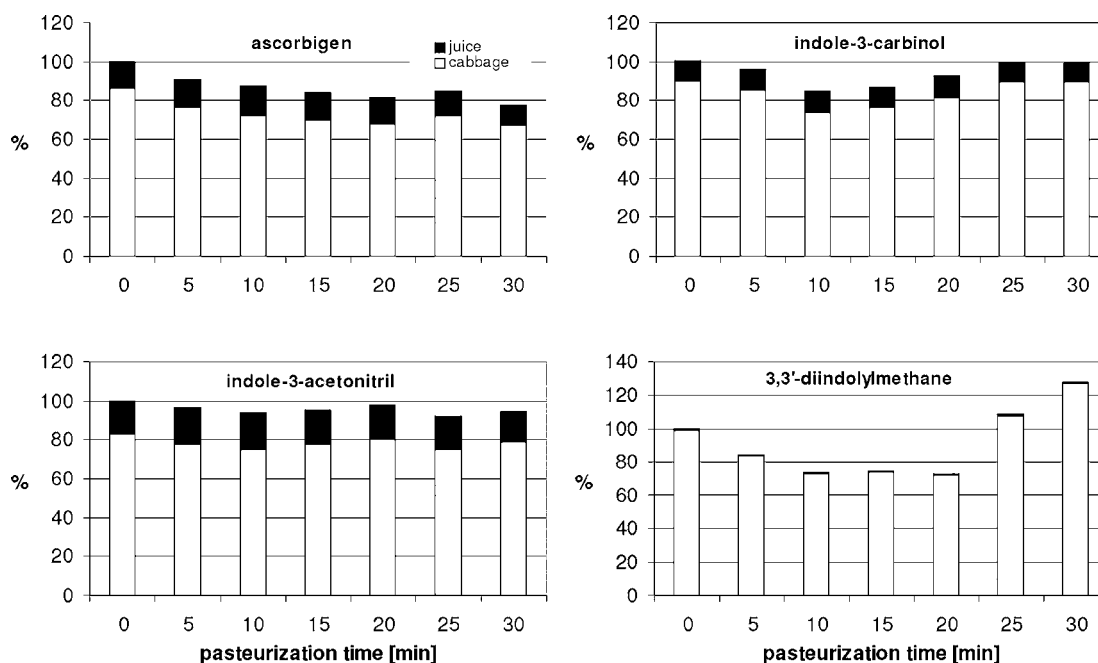 ascorbigen
juice
cabbage
120
100
80
60
40
20
0
%
0 5 10 15 20 25 30
indole-3-carbinol
120
100
80
60
40
20
0
%
0 5 10 15 20 25 30
indole-3-acetonitril
120
100
80
60
40
20
0
%
0 5 10 15 20 25 30
pasteurization time [min]
3,3'-diindolylmethane
140
120
100
80
60
40
20
0
%
0 5 10 15 20 25 30
pasteurization time [min]